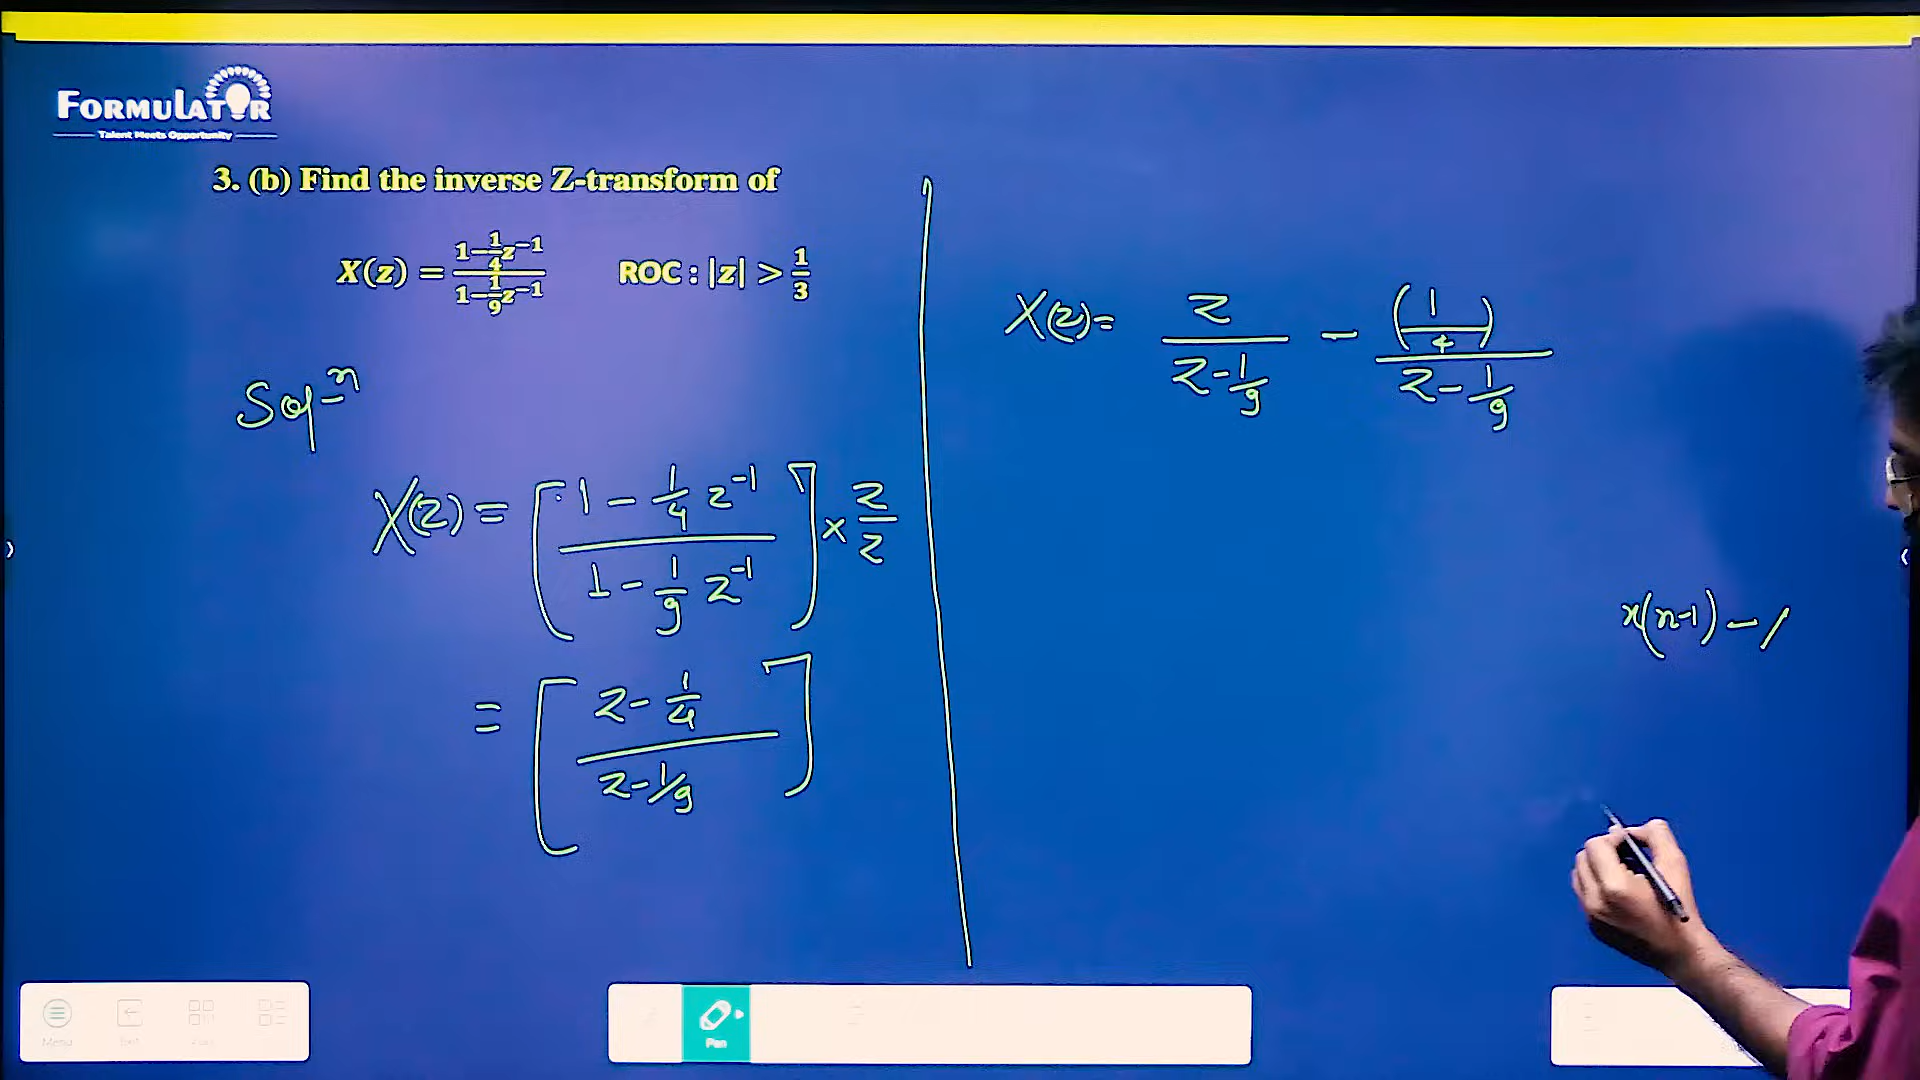 FORMULATOR
Talent Meets Opportunity
3. (b) Find the inverse Z-transform of
X(z) = (1-1/4 z^-1)/(1-1/9 z^-1) ROC : |z| > 1/3
Sol^n
X(z) = [(1 - 1/4 z^-1)/(1 - 1/9 z^-1)] × z/z
= [(z - 1/4)/(z - 1/9)]
X(z) = z/(z - 1/9) - (1/4)/(z - 1/9)
x(n-1) - /
Menu
Pen